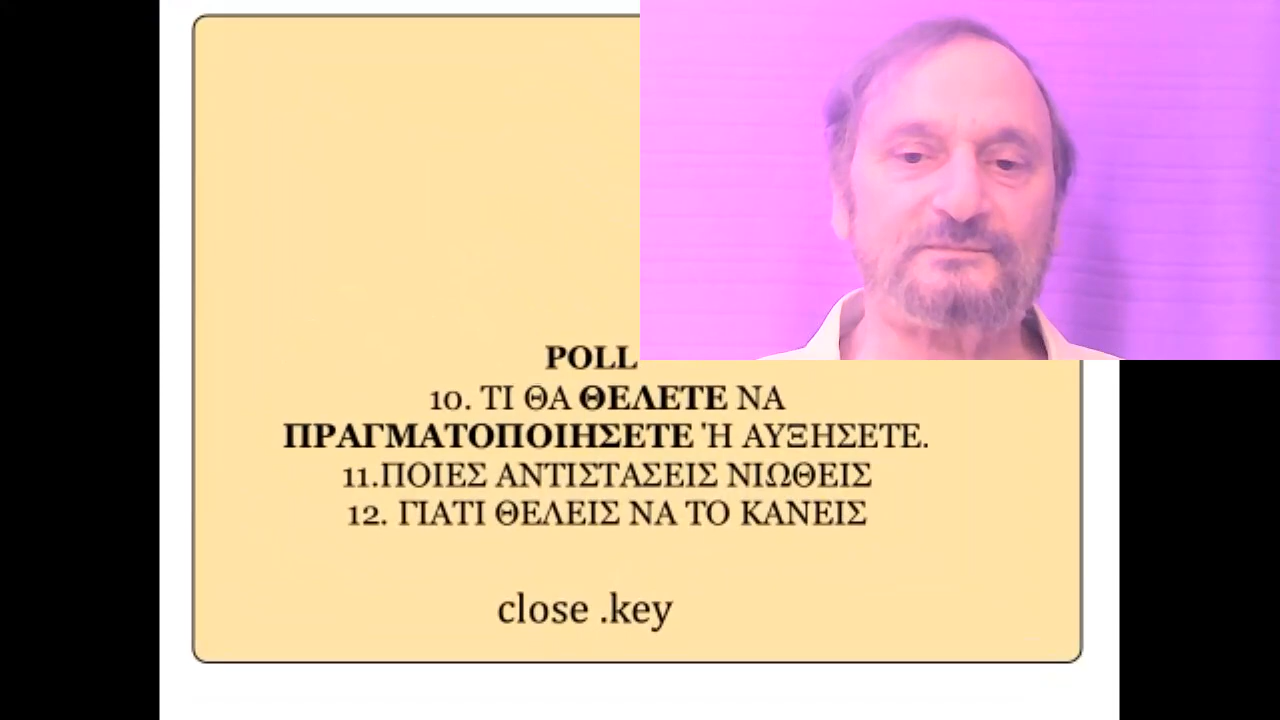 POLL
10. ΤΙ ΘΑ ΘΕΛΕΤΕ ΝΑ
ΠΡΑΓΜΑΤΟΠΟΙΗΣΕΤΕ Ή ΑΥΞΗΣΕΤΕ.
11.ΠΟΙΕΣ ΑΝΤΙΣΤΑΣΕΙΣ ΝΙΩΘΕΙΣ
12. ΓΙΑΤΙ ΘΕΛΕΙΣ ΝΑ ΤΟ ΚΑΝΕΙΣ
close .key